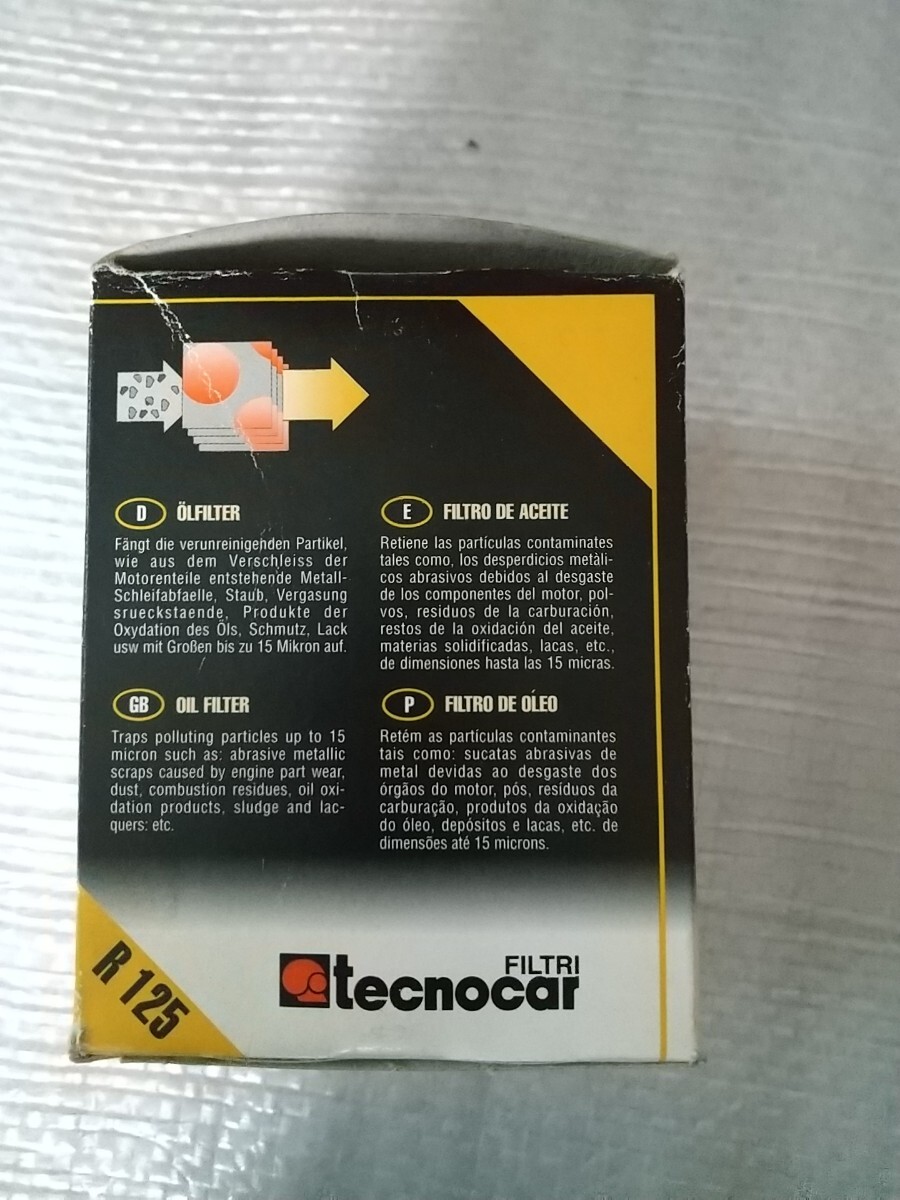 D ÖLFILTER
Fängt die verunreinigenden Partikel,
wie aus dem Verschleiss der
Motorenteile entstehende Metall-
Schleifabfaelle, Staub, Vergasung
srueckstaende, Produkte der
Oxydation des Öls, Schmutz, Lack
usw mit Großen bis zu 15 Mikron auf.
E FILTRO DE ACEITE
Retiene las partículas contaminates
tales como, los desperdicios metàli-
cos abrasivos debidos al desgaste
de los componentes del motor, pol-
vos, residuos de la carburación,
restos de la oxidación del aceite,
materias solidificadas, lacas, etc.,
de dimensiones hasta las 15 micras.
GB OIL FILTER
Traps polluting particles up to 15
micron such as: abrasive metallic
scraps caused by engine part wear,
dust, combustion residues, oil oxi-
dation products, sludge and lac-
quers: etc.
P FILTRO DE OLEO
Retém as partículas contaminantes
tais como: sucatas abrasivas de
metal devidas ao desgaste dos
órgãos do motor, pós, resíduos da
carburação, produtos da oxidação
do óleo, depósitos e lacas, etc. de
dimensões até 15 microns.
R 125
FILTRI
tecnocar